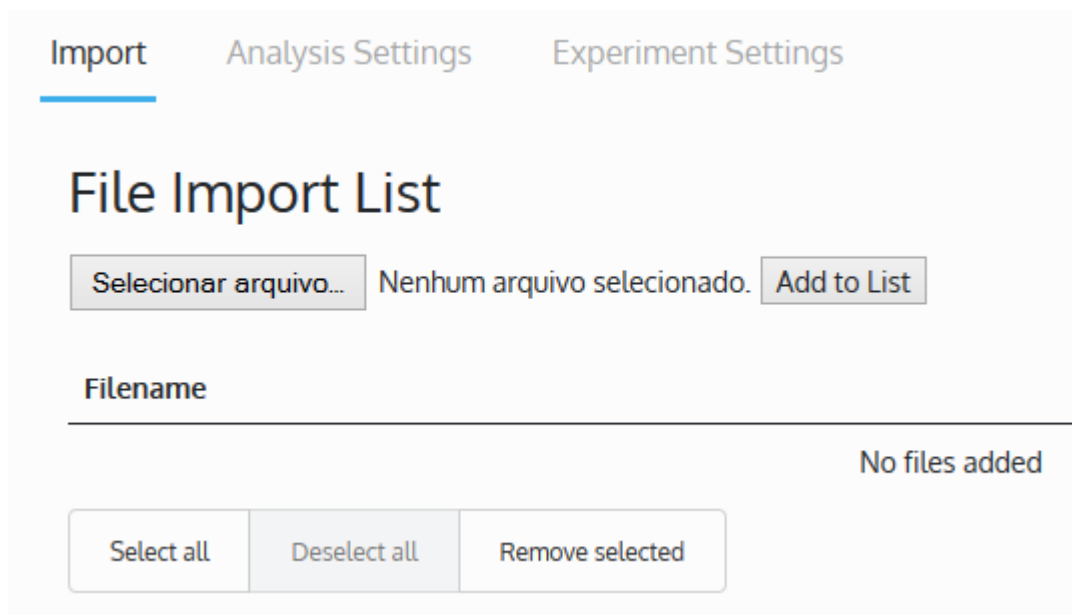 Import Analysis Settings Experiment Settings
File Import List
Selecionar arquivo... Nenhum arquivo selecionado. Add to List
Filename
No files added
Select all Deselect all Remove selected